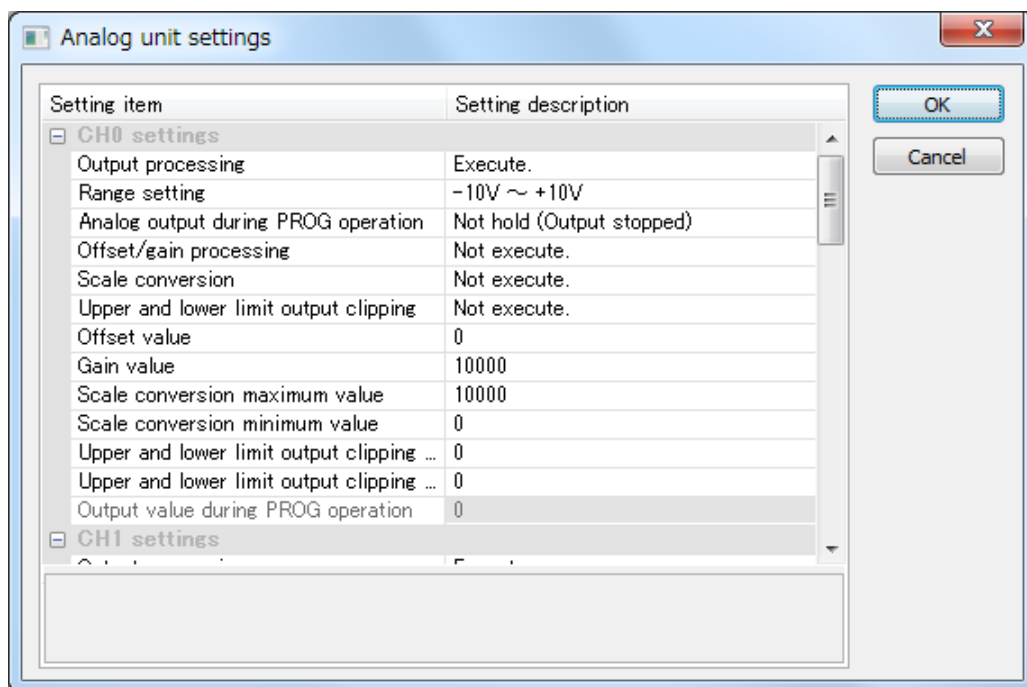 Analog unit settings
Setting item Setting description
CH0 settings
Output processing Execute.
Range setting -10V ～ +10V
Analog output during PROG operation Not hold (Output stopped)
Offset/gain processing Not execute.
Scale conversion Not execute.
Upper and lower limit output clipping Not execute.
Offset value 0
Gain value 10000
Scale conversion maximum value 10000
Scale conversion minimum value 0
Upper and lower limit output clipping ... 0
Upper and lower limit output clipping ... 0
Output value during PROG operation 0
CH1 settings
OK
Cancel